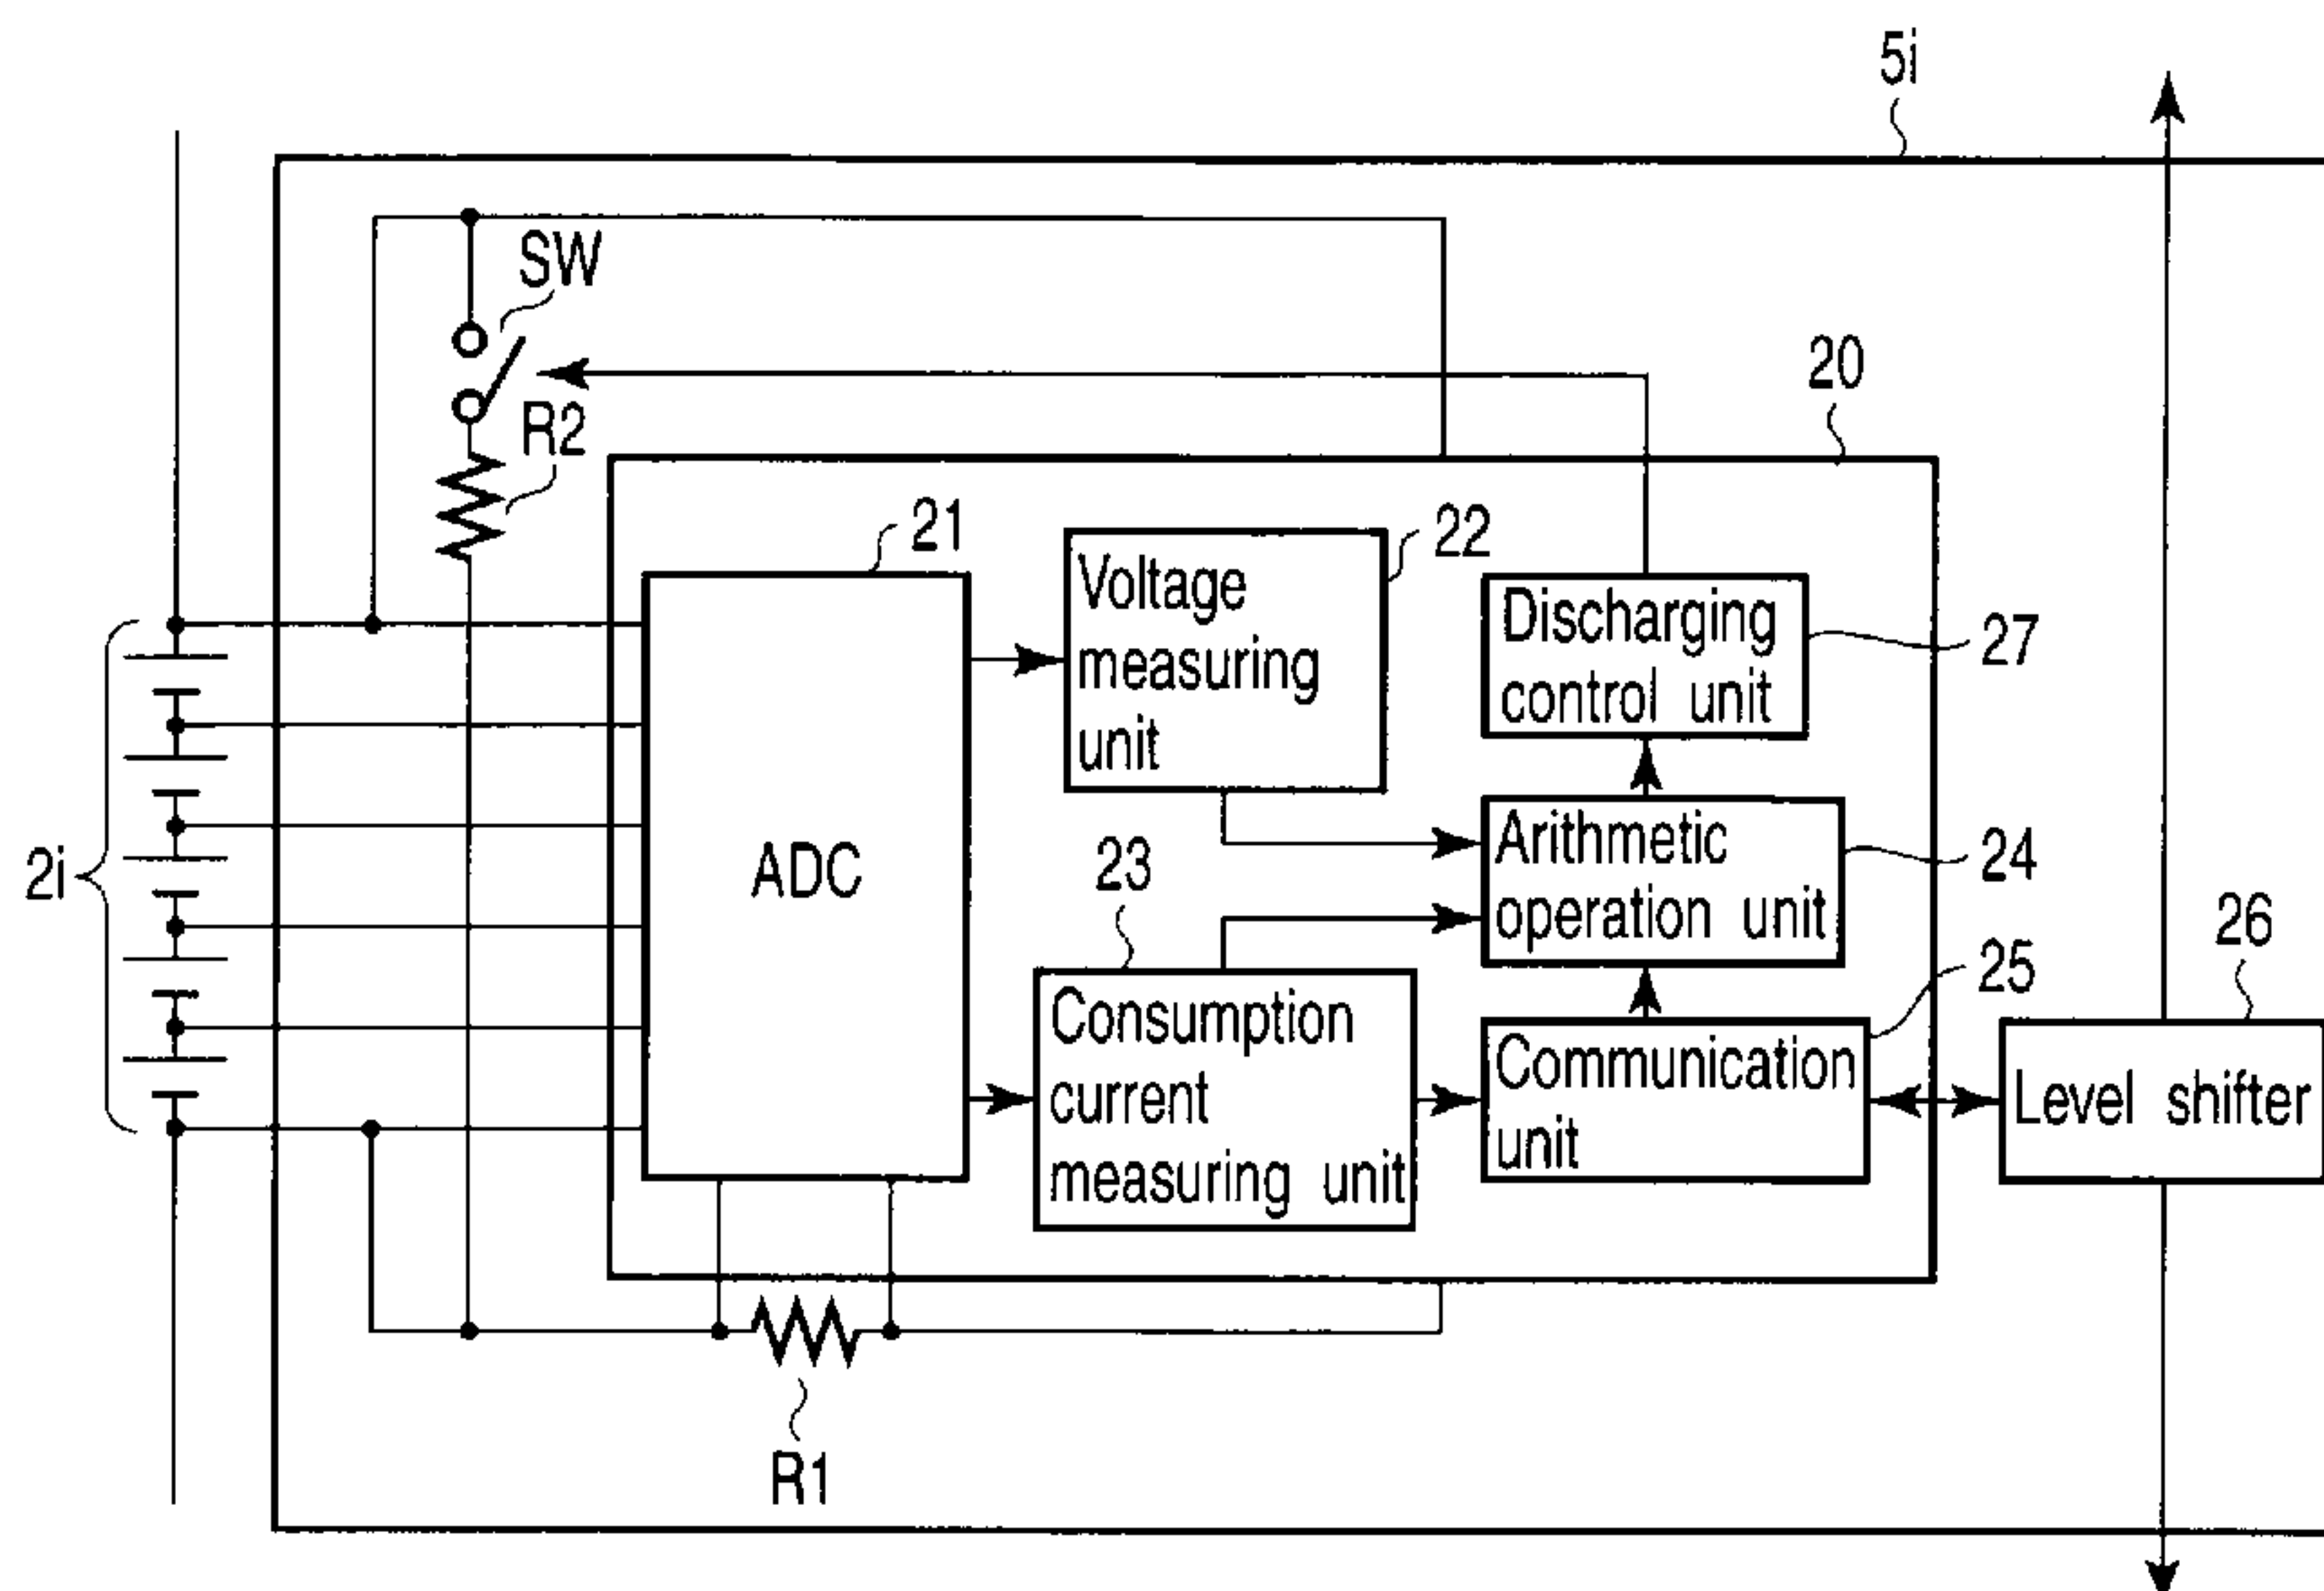 5i
SW
20
R2
21
22
Voltage
measuring
unit
Discharging
control unit
27
2i
ADC
23
Arithmetic
operation unit
24
26
25
Consumption
current
measuring unit
Communication
unit
Level shifter
R1